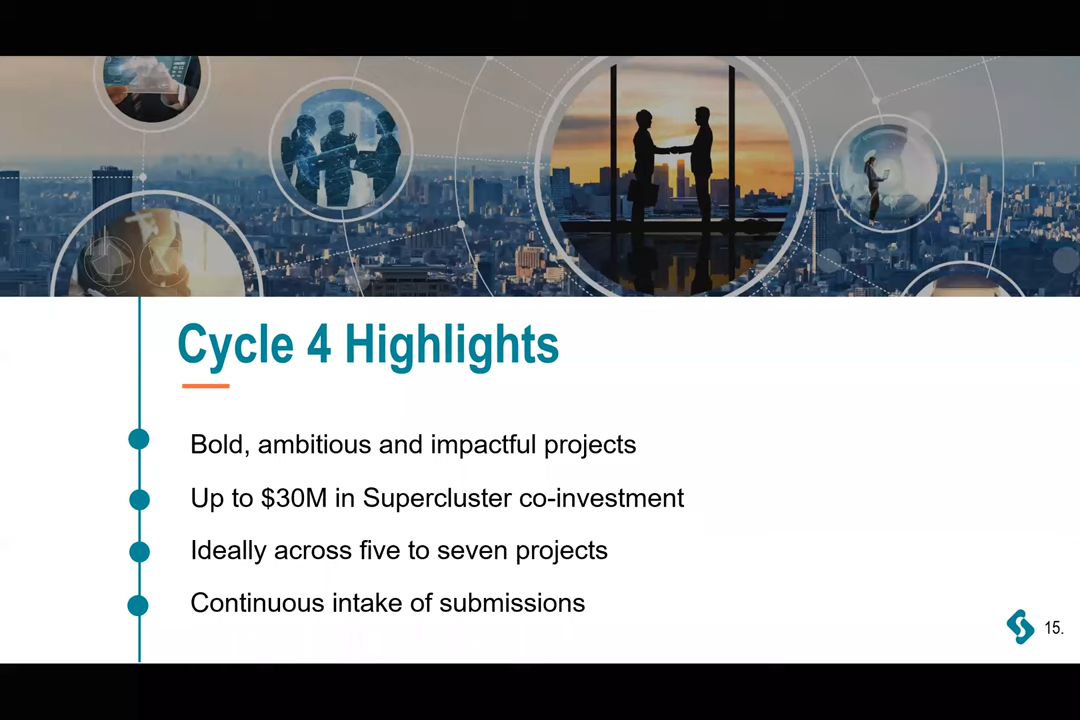 Cycle 4 Highlights
Bold, ambitious and impactful projects
Up to $30M in Supercluster co-investment
Ideally across five to seven projects
Continuous intake of submissions
15.